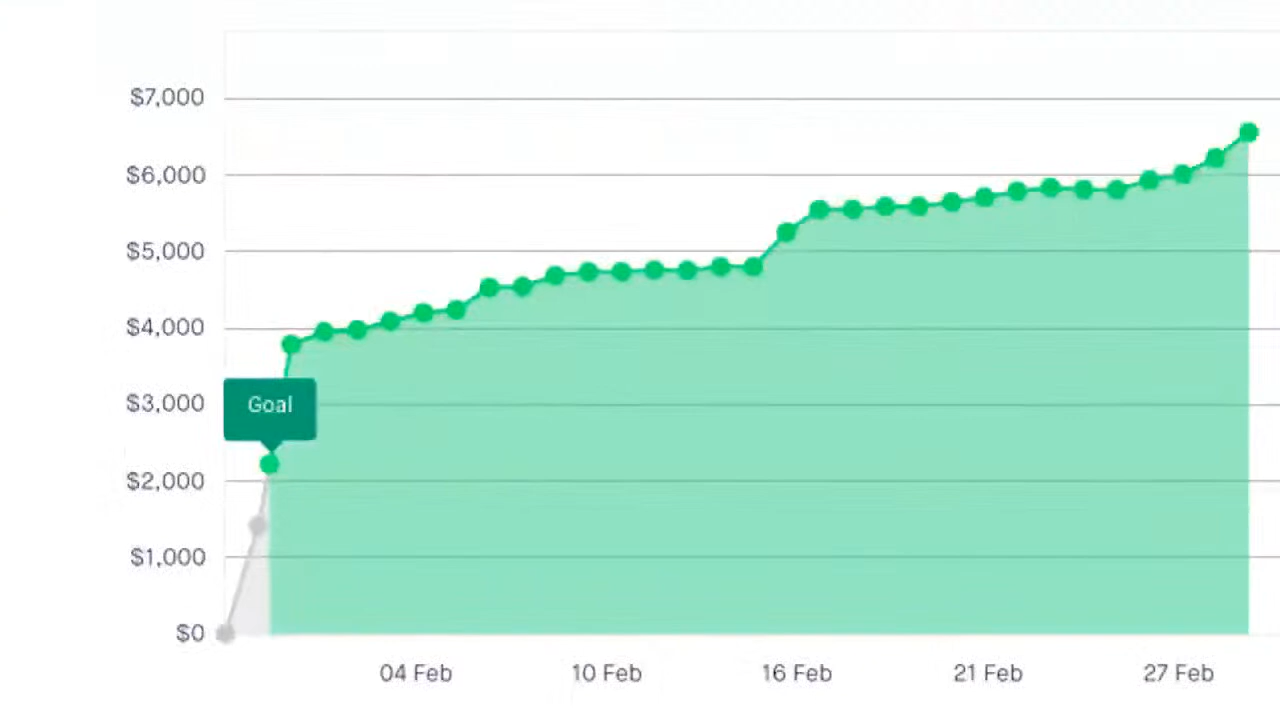 $7,000
$6,000
$5,000
$4,000
$3,000
Goal
$2,000
$1,000
$0
04 Feb
10 Feb
16 Feb
21 Feb
27 Feb